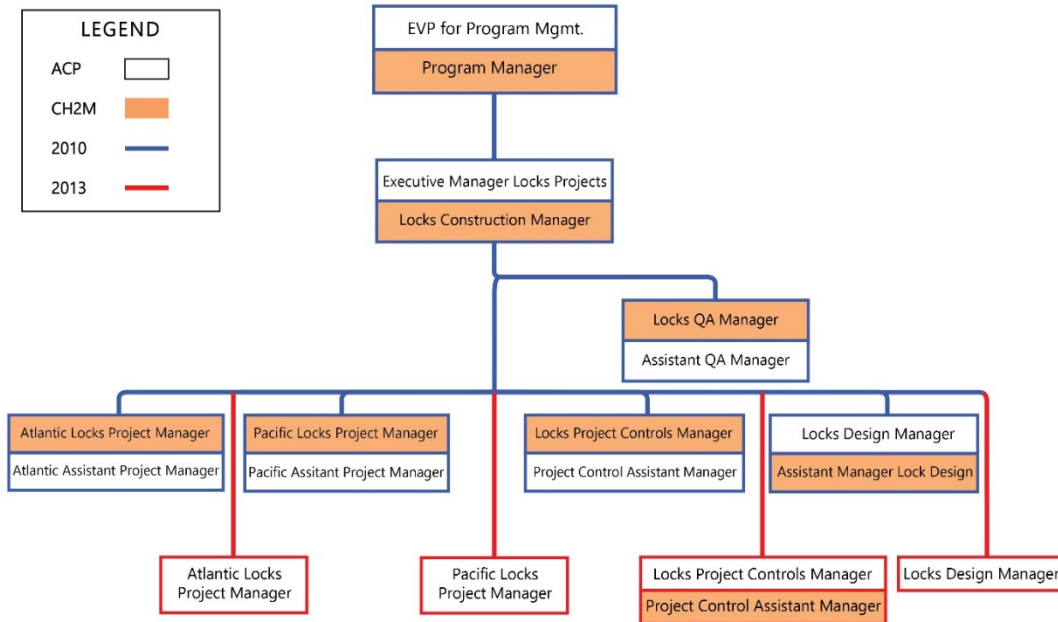 LEGEND
ACP
CH2M
2010
2013
EVP for Program Mgmt.
Program Manager
Executive Manager Locks Projects
Locks Construction Manager
Locks QA Manager
Assistant QA Manager
Atlantic Locks Project Manager
Atlantic Assistant Project Manager
Pacific Locks Project Manager
Pacific Assitant Project Manager
Locks Project Controls Manager
Project Control Assistant Manager
Locks Design Manager
Assistant Manager Lock Design
Atlantic Locks
Project Manager
Pacific Locks
Project Manager
Locks Project Controls Manager
Project Control Assistant Manager
Locks Design Manager